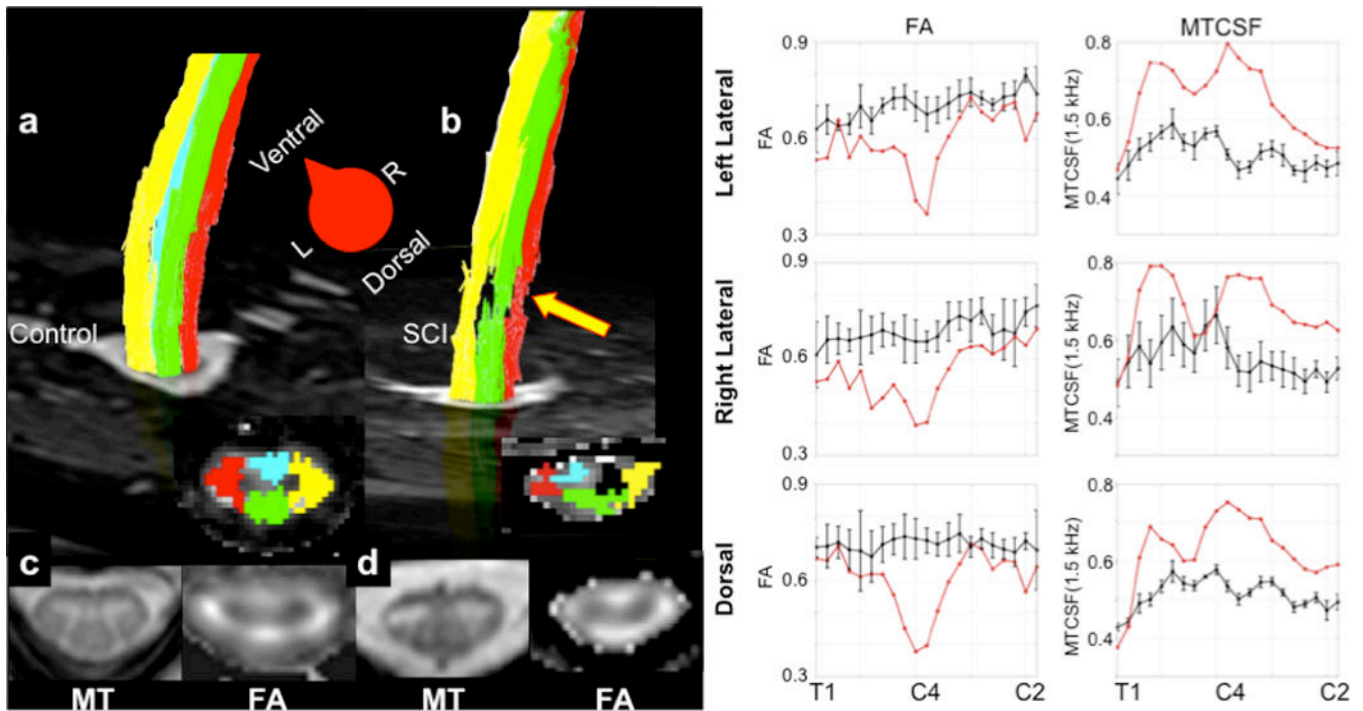 a
b
Ventral
R
L
Dorsal
Control
SCI
c
d
MT
FA
MT
FA
FA
MTCSF
Left Lateral
FA
0.9
0.6
0.3
MTCSF(1.5 kHz)
0.8
0.6
0.4
Right Lateral
FA
0.9
0.6
0.3
MTCSF(1.5 kHz)
0.8
0.6
0.4
Dorsal
FA
0.9
0.6
0.3
MTCSF(1.5 kHz)
0.8
0.6
0.4
T1
C4
C2
T1
C4
C2